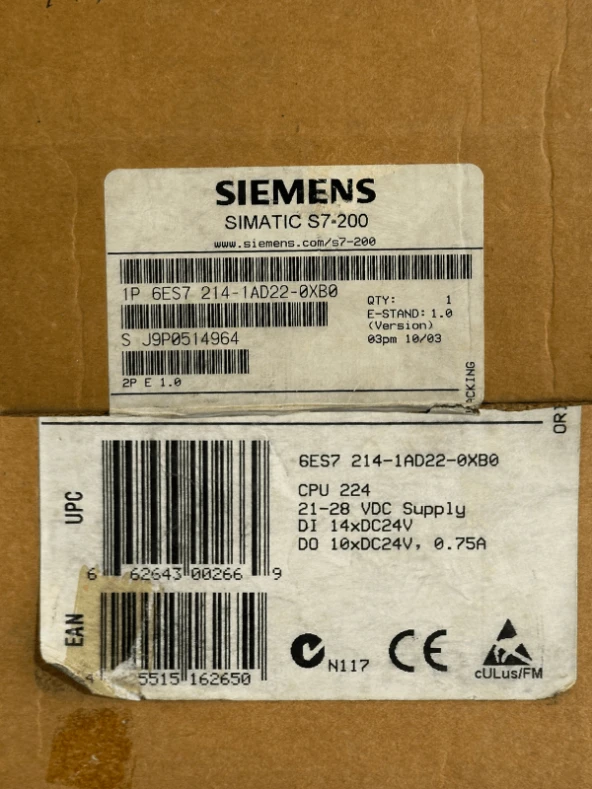 SIEMENS
SIMATIC S7-200
www.siemens.com/s7-200
1P 6ES7 214-1AD22-0XB0
QTY: 1
E-STAND: 1.0
(Version)
03pm 10/03
S J9P0514964
2P E 1.0
UPC
6 62643 00266 9
6ES7 214-1AD22-0XB0
CPU 224
21-28 VDC Supply
DI 14xDC24V
DO 10xDC24V, 0.75A
EAN
4 5515 162650
N117
CE
cULus/FM